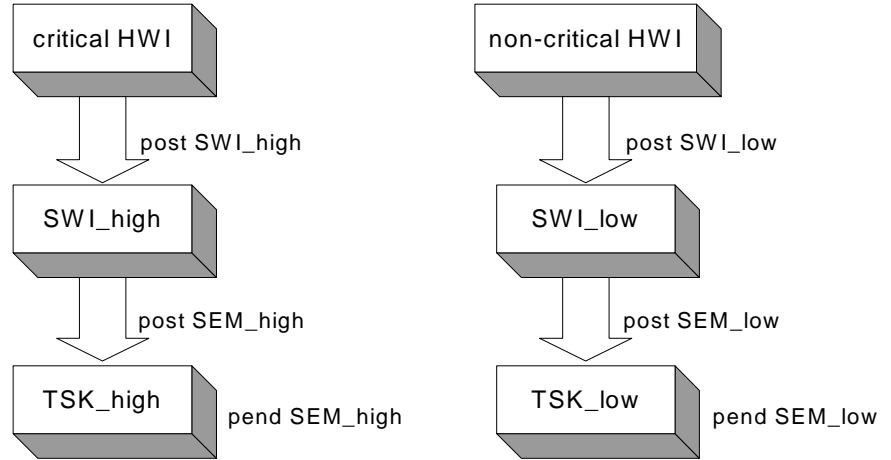 critical HWI
non-critical HWI
post SWI_high
post SWI_low
SWI_high
SWI_low
post SEM_high
post SEM_low
TSK_high
pend SEM_high
TSK_low
pend SEM_low